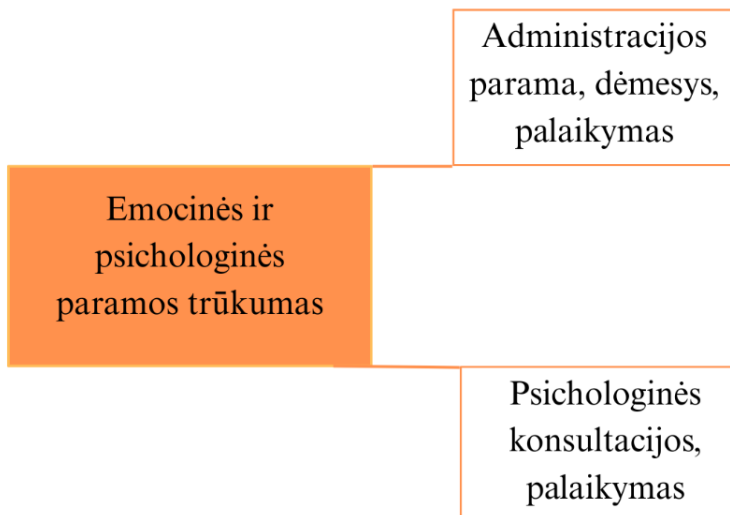 Administracijos
parama, dėmesys,
palaikymas
Emocinės ir
psichologinės
paramos trūkumas
Psichologinės
konsultacijos,
palaikymas